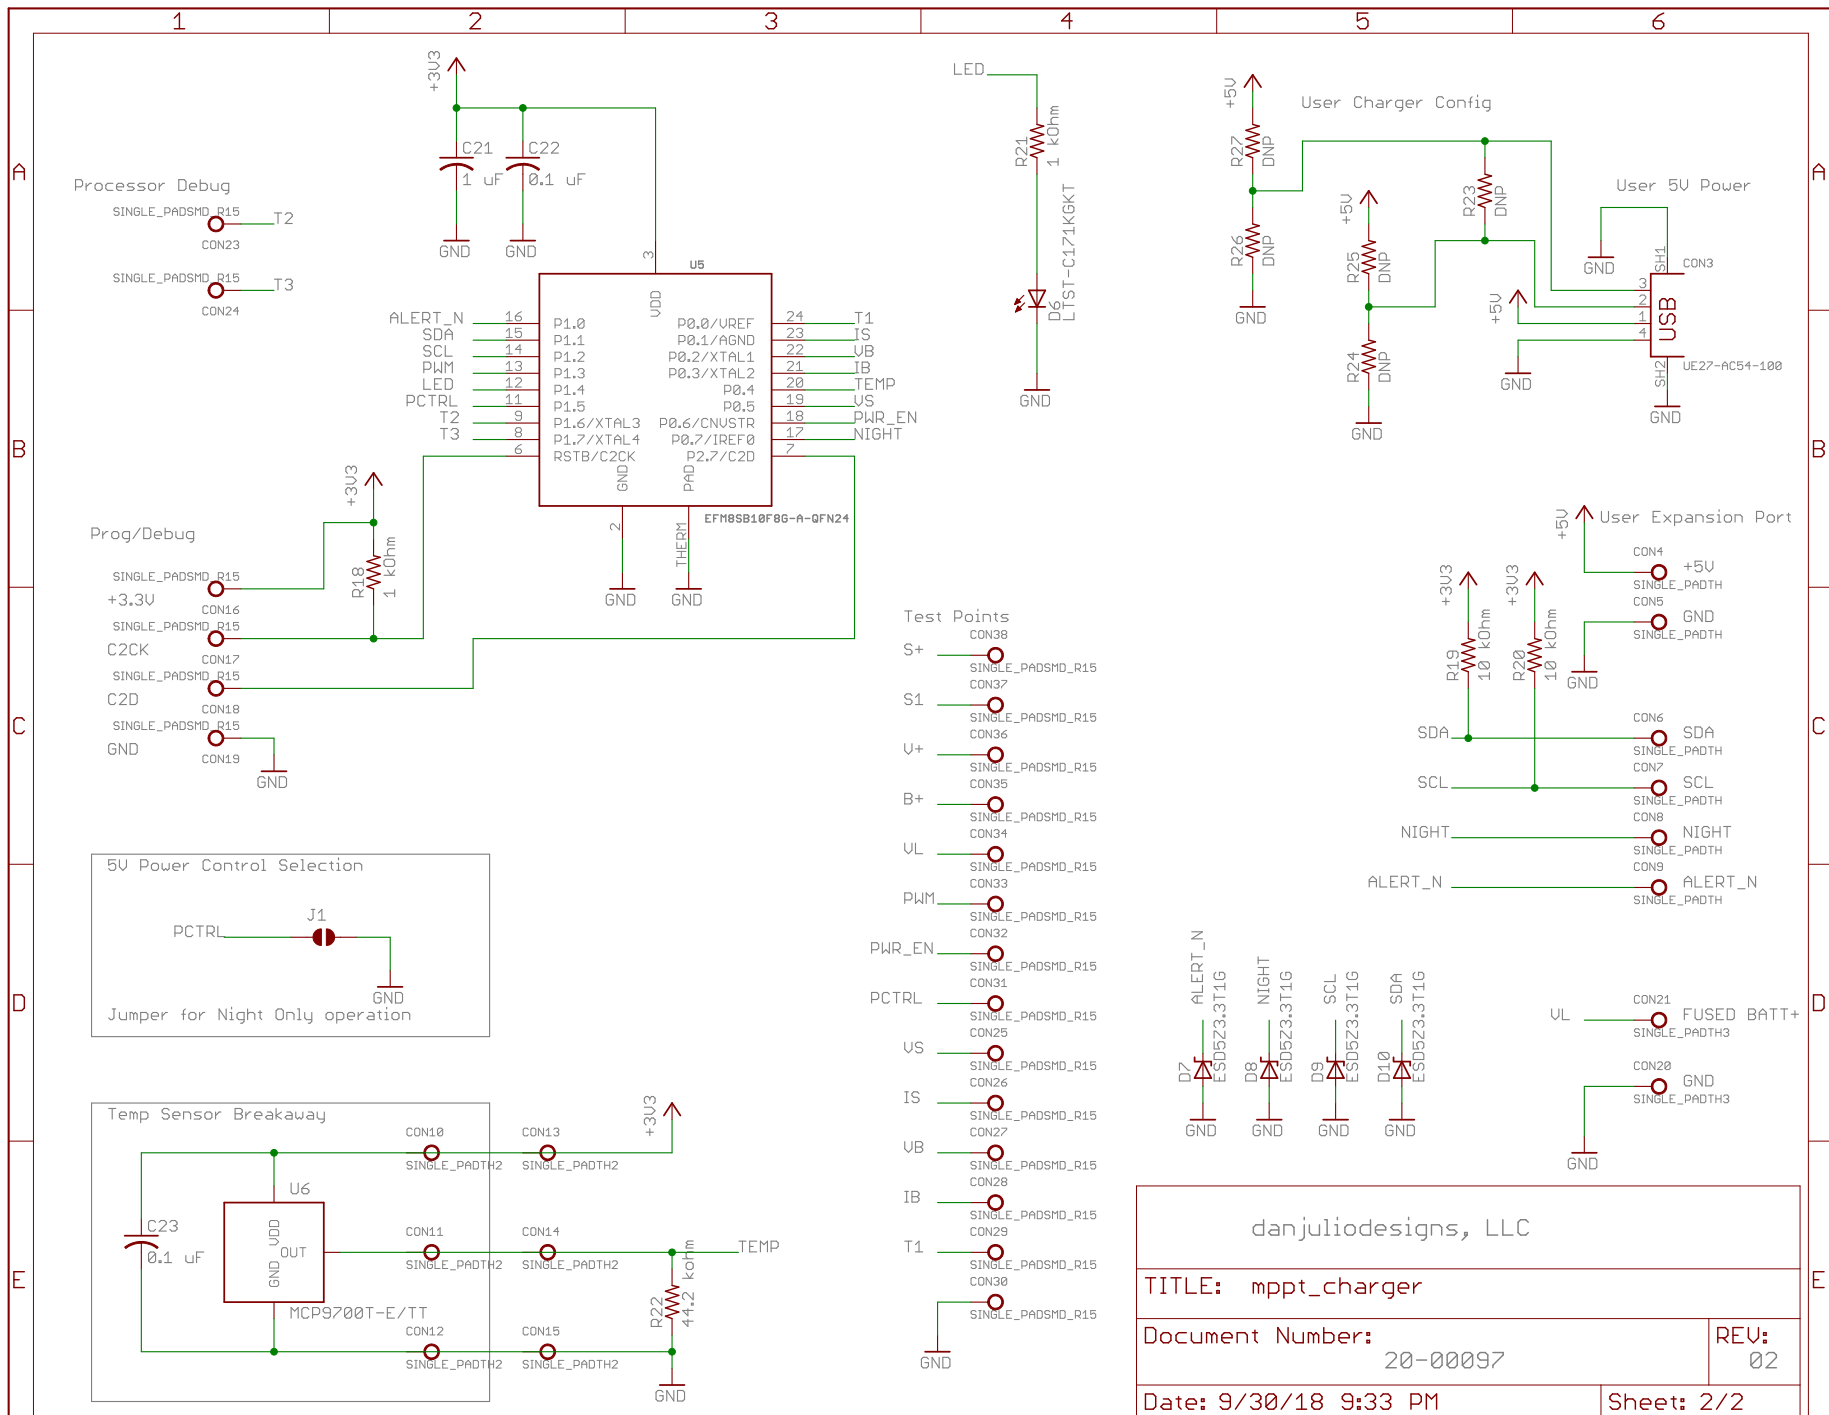 1 2 3 4 5 6
A
B
C
D
E
A
B
C
D
E
Processor Debug
SINGLE_PADSMD_R15
T2
CON23
SINGLE_PADSMD_R15
T3
CON24
+3V3
C21
1 uF
C22
0.1 uF
GND
GND
U5
3
VDD
ALERT_N 16 P1.0
SDA 15 P1.1
SCL 14 P1.2
PWM 13 P1.3
LED 12 P1.4
PCTRL 11 P1.5
T2 9 P1.6/XTAL3
T3 8 P1.7/XTAL4
6 RSTB/C2CK
P0.0/VREF 24 T1
P0.1/AGND 23 IS
P0.2/XTAL1 22 VB
P0.3/XTAL2 21 IB
P0.4 20 TEMP
P0.5 19 VS
P0.6/CNVSTR 18 PWR_EN
P0.7/IREF0 17 NIGHT
P2.7/C2D 7
GND
PAD
2
THERM
EFM8SB10F8G-A-QFN24
GND
GND
Prog/Debug
+3V3
R18
1 kOhm
SINGLE_PADSMD_R15
+3.3V
CON16
SINGLE_PADSMD_R15
C2CK
CON17
SINGLE_PADSMD_R15
C2D
CON18
SINGLE_PADSMD_R15
GND
CON19
GND
LED
R21
1 kOhm
D6
LTST-C171KGKT
GND
User Charger Config
+5V
R27
DNP
R26
DNP
GND
+5V
R25
DNP
R24
DNP
GND
R23
DNP
User 5V Power
GND
SH1
CON3
3
2
1
4
USB
+5V
GND
SH2
UE27-AC54-100
GND
User Expansion Port
+5V
CON4
+5V
SINGLE_PADTH
CON5
GND
SINGLE_PADTH
GND
+3V3
R19
10 kOhm
+3V3
R20
10 kOhm
SDA
CON6
SDA
SINGLE_PADTH
SCL
CON7
SCL
SINGLE_PADTH
NIGHT
CON8
NIGHT
SINGLE_PADTH
ALERT_N
CON9
ALERT_N
SINGLE_PADTH
Test Points
CON38
S+
SINGLE_PADSMD_R15
CON37
S1
SINGLE_PADSMD_R15
CON36
V+
SINGLE_PADSMD_R15
CON35
B+
SINGLE_PADSMD_R15
CON34
VL
SINGLE_PADSMD_R15
CON33
PWM
SINGLE_PADSMD_R15
CON32
PWR_EN
SINGLE_PADSMD_R15
CON31
PCTRL
SINGLE_PADSMD_R15
CON25
VS
SINGLE_PADSMD_R15
CON26
IS
SINGLE_PADSMD_R15
CON27
VB
SINGLE_PADSMD_R15
CON28
IB
SINGLE_PADSMD_R15
CON29
T1
SINGLE_PADSMD_R15
CON30
SINGLE_PADSMD_R15
GND
5V Power Control Selection
J1
PCTRL
GND
Jumper for Night Only operation
Temp Sensor Breakaway
CON10
SINGLE_PADTH2
CON13
SINGLE_PADTH2
+3V3
U6
VDD
OUT
GND
MCP9700T-E/TT
C23
0.1 uF
CON11
SINGLE_PADTH2
CON14
SINGLE_PADTH2
TEMP
R22
44.2 kohm
CON12
SINGLE_PADTH2
CON15
SINGLE_PADTH2
GND
ALERT_N
D7
ESD5Z3.3T1G
GND
NIGHT
D8
ESD5Z3.3T1G
GND
SCL
D9
ESD5Z3.3T1G
GND
SDA
D10
ESD5Z3.3T1G
GND
VL
CON21
FUSED BATT+
SINGLE_PADTH3
CON20
GND
SINGLE_PADTH3
GND
danjuliodesigns, LLC
TITLE: mppt_charger
Document Number:
20-00097
REV:
02
Date: 9/30/18 9:33 PM
Sheet: 2/2